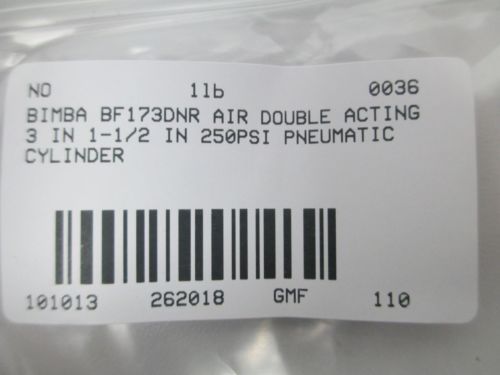 NO 1lb 0036
BIMBA BF173DNR AIR DOUBLE ACTING
3 IN 1-1/2 IN 250PSI PNEUMATIC
CYLINDER
101013 262018 GMF 110